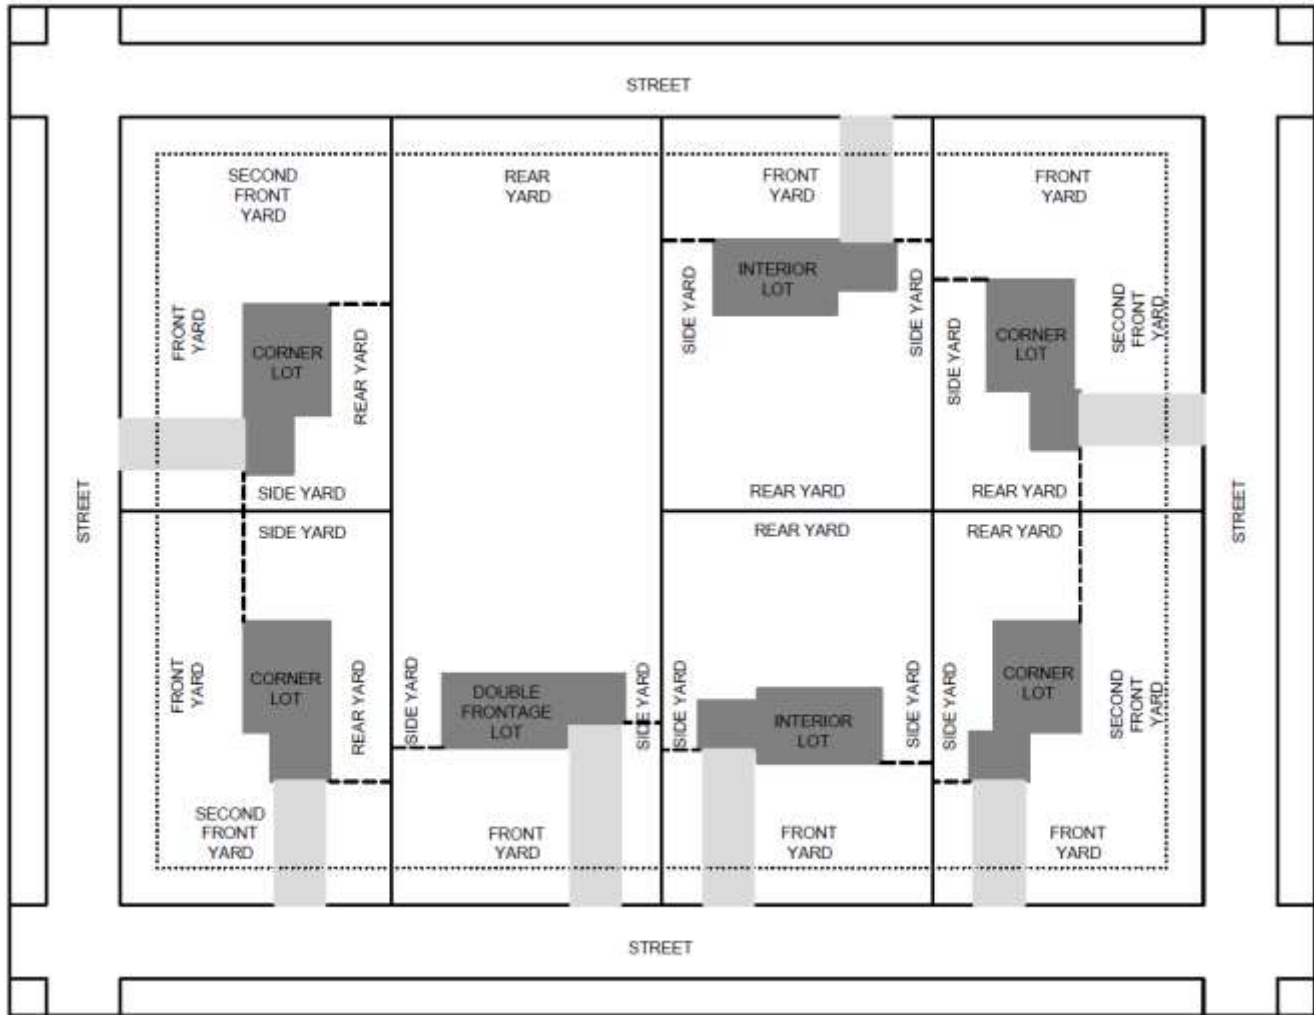 STREET
SECOND
FRONT
YARD
REAR
YARD
FRONT
YARD
FRONT
YARD
INTERIOR
LOT
SIDE YARD
SIDE YARD
FRONT
YARD
CORNER
LOT
REAR YARD
SIDE YARD
CORNER
LOT
SECOND
FRONT
YARD
STREET
SIDE YARD
REAR YARD
REAR YARD
STREET
SIDE YARD
REAR YARD
REAR YARD
FRONT
YARD
CORNER
LOT
REAR YARD
SIDE YARD
DOUBLE
FRONTAGE
LOT
SIDE YARD
SIDE YARD
INTERIOR
LOT
SIDE YARD
SIDE YARD
CORNER
LOT
SECOND
FRONT
YARD
SECOND
FRONT
YARD
FRONT
YARD
FRONT
YARD
FRONT
YARD
STREET